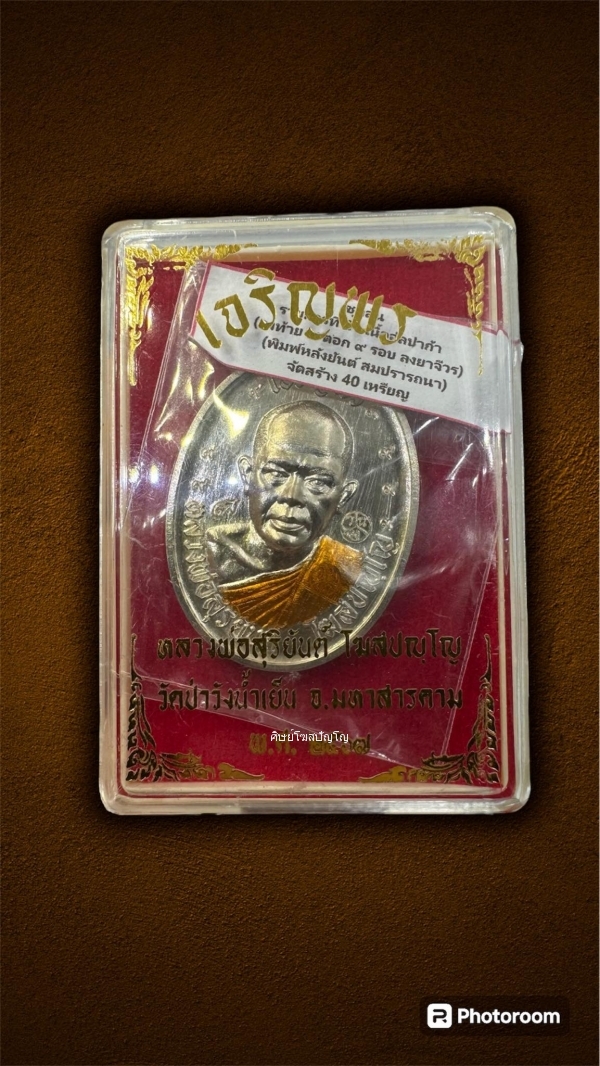 เจริญพร
ตอก ๙ รอบ ลงยาจีวร)
(พิมพ์หลังยันต์ สมปรารถนา)
จัดสร้าง 40 เหรียญ
หลวงพ่อสุริยันต์ โฆสปญฺโญ
วัดป่าวังน้ำเย็น จ.มหาสารคาม
ศิษย์โฆสปัญโญ
พ.ศ.
Photoroom